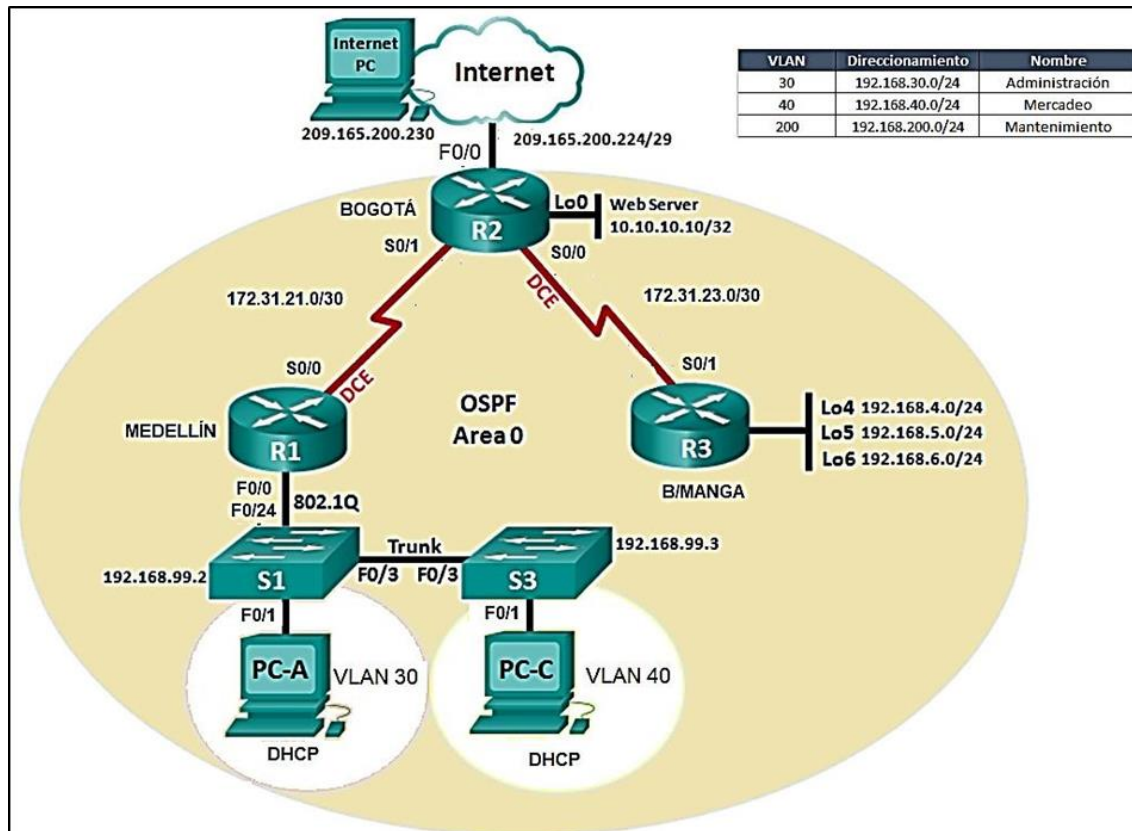 Internet
PC
Internet
209.165.200.230
209.165.200.224/29
F0/0
VLAN Direccionamiento Nombre
30 192.168.30.0/24 Administración
40 192.168.40.0/24 Mercadeo
200 192.168.200.0/24 Mantenimiento
BOGOTÁ
R2
Lo0
Web Server
10.10.10.10/32
S0/1
S0/0
DCE
172.31.21.0/30
172.31.23.0/30
S0/0
DCE
S0/1
OSPF
Area 0
MEDELLÍN
R1
R3
B/MANGA
Lo4 192.168.4.0/24
Lo5 192.168.5.0/24
Lo6 192.168.6.0/24
F0/0
F0/24
802.1Q
Trunk
F0/3 F0/3
192.168.99.2
S1
S3
192.168.99.3
F0/1
F0/1
PC-A
VLAN 30
DHCP
PC-C
VLAN 40
DHCP